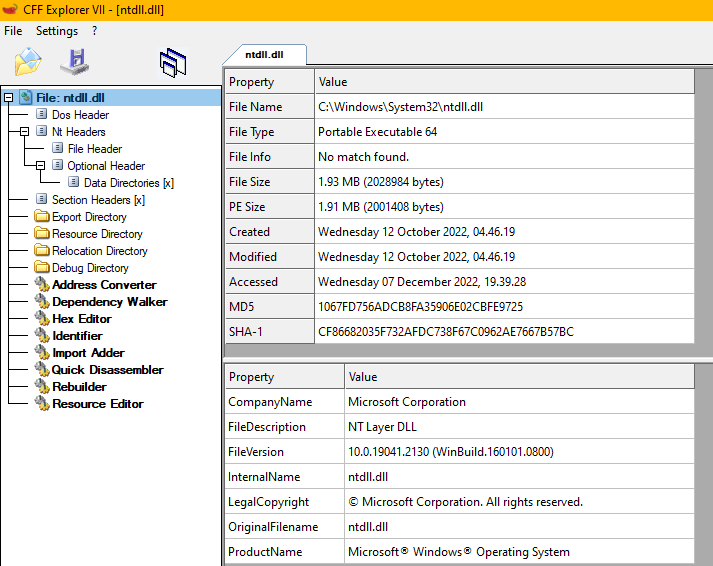 CFF Explorer VII - [ntdll.dll]
File Settings ?
File: ntdll.dll
Dos Header
Nt Headers
File Header
Optional Header
Data Directories [x]
Section Headers [x]
Export Directory
Resource Directory
Relocation Directory
Debug Directory
Address Converter
Dependency Walker
Hex Editor
Identifier
Import Adder
Quick Disassembler
Rebuilder
Resource Editor
ntdll.dll
Property Value
File Name C:\Windows\System32\ntdll.dll
File Type Portable Executable 64
File Info No match found.
File Size 1.93 MB (2028984 bytes)
PE Size 1.91 MB (2001408 bytes)
Created Wednesday 12 October 2022, 04.46.19
Modified Wednesday 12 October 2022, 04.46.19
Accessed Wednesday 07 December 2022, 19.39.28
MD5 1067FD756ADCB8FA35906E02CBFE9725
SHA-1 CF86682035F732AFDC738F67C0962AE7667B57BC
Property Value
CompanyName Microsoft Corporation
FileDescription NT Layer DLL
FileVersion 10.0.19041.2130 (WinBuild.160101.0800)
InternalName ntdll.dll
LegalCopyright © Microsoft Corporation. All rights reserved.
OriginalFilename ntdll.dll
ProductName Microsoft® Windows® Operating System